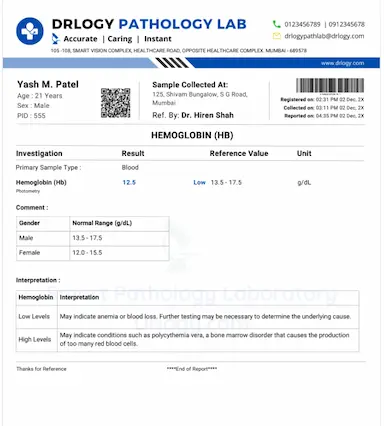 DRLOGY PATHOLOGY LAB
Accurate | Caring | Instant
0123456789 | 0912345678
drlogypathlab@drlogy.com
105 -108, SMART VISION COMPLEX, HEALTHCARE ROAD, OPPOSITE HEALTHCARE COMPLEX. MUMBAI - 689578
www.drlogy.com
Yash M. Patel
Age : 21 Years
Sex : Male
PID : 555
Sample Collected At:
125, Shivam Bungalow, S G Road,
Mumbai
Ref. By: Dr. Hiren Shah
Registered on: 02:31 PM 02 Dec, 2X
Collected on: 03:11 PM 02 Dec, 2X
Reported on: 04:35 PM 02 Dec, 2X
HEMOGLOBIN (HB)
Investigation Result Reference Value Unit
Primary Sample Type : Blood
Hemoglobin (Hb) 12.5 Low 13.5 - 17.5 g/dL
Photometry
Comment :
Gender Normal Range (g/dL)
Male 13.5 - 17.5
Female 12.0 - 15.5
Interpretation :
Hemoglobin Interpretation
Low Levels May indicate anemia or blood loss. Further testing may be necessary to determine the underlying cause.
High Levels May indicate conditions such as polycythemia vera, a bone marrow disorder that causes the production
of too many red blood cells.
Pathology Laboratory
drlogy.com
Thanks for Reference ****End of Report****